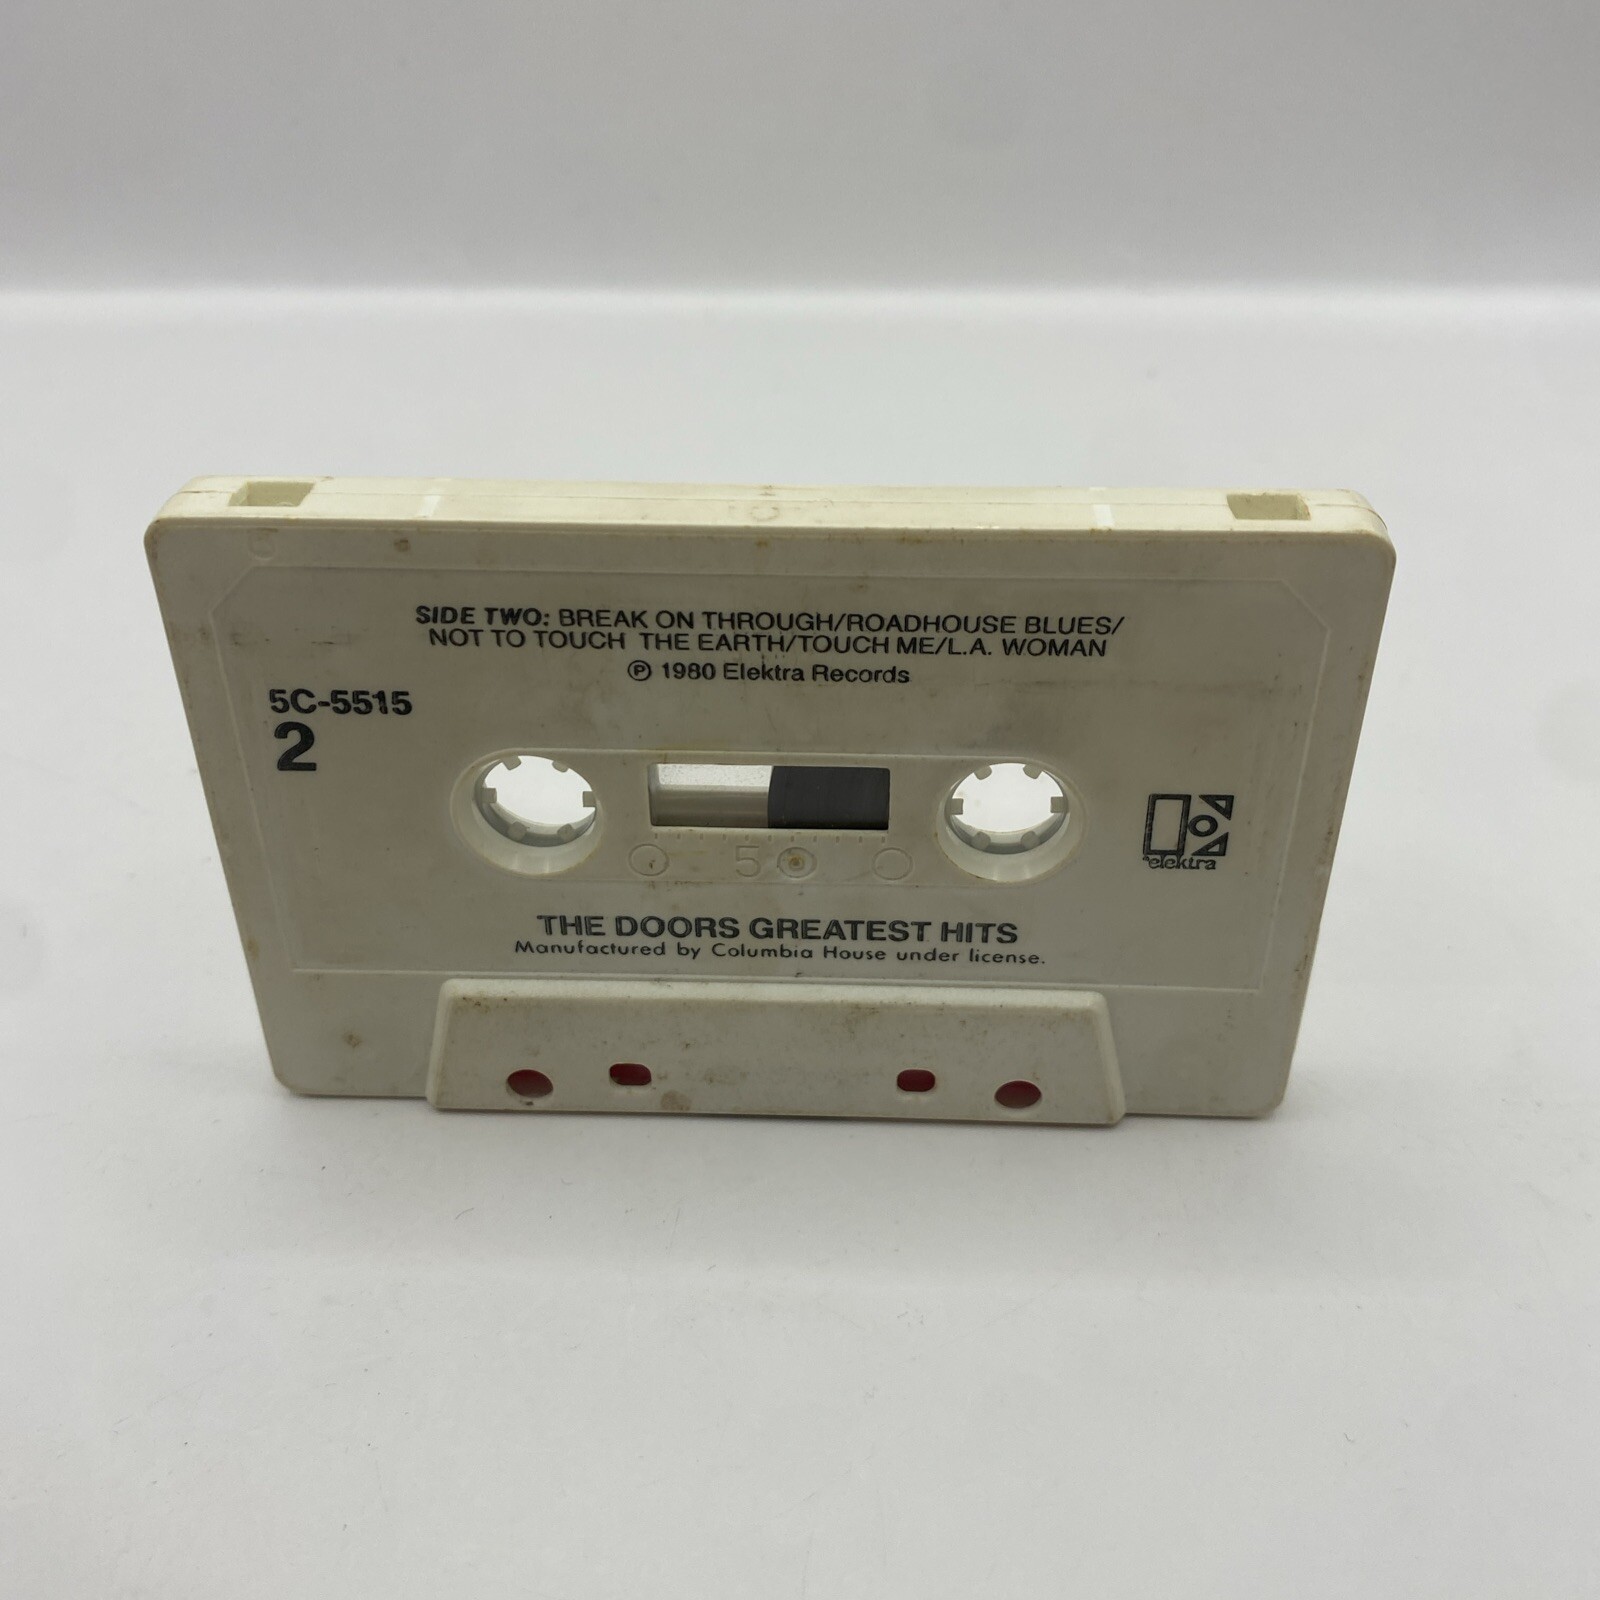 SIDE TWO: BREAK ON THROUGH/ROADHOUSE BLUES/
NOT TO TOUCH THE EARTH/TOUCH ME/L.A. WOMAN
℗ 1980 Elektra Records
5C-5515
2
5
elektra
THE DOORS GREATEST HITS
Manufactured by Columbia House under license.